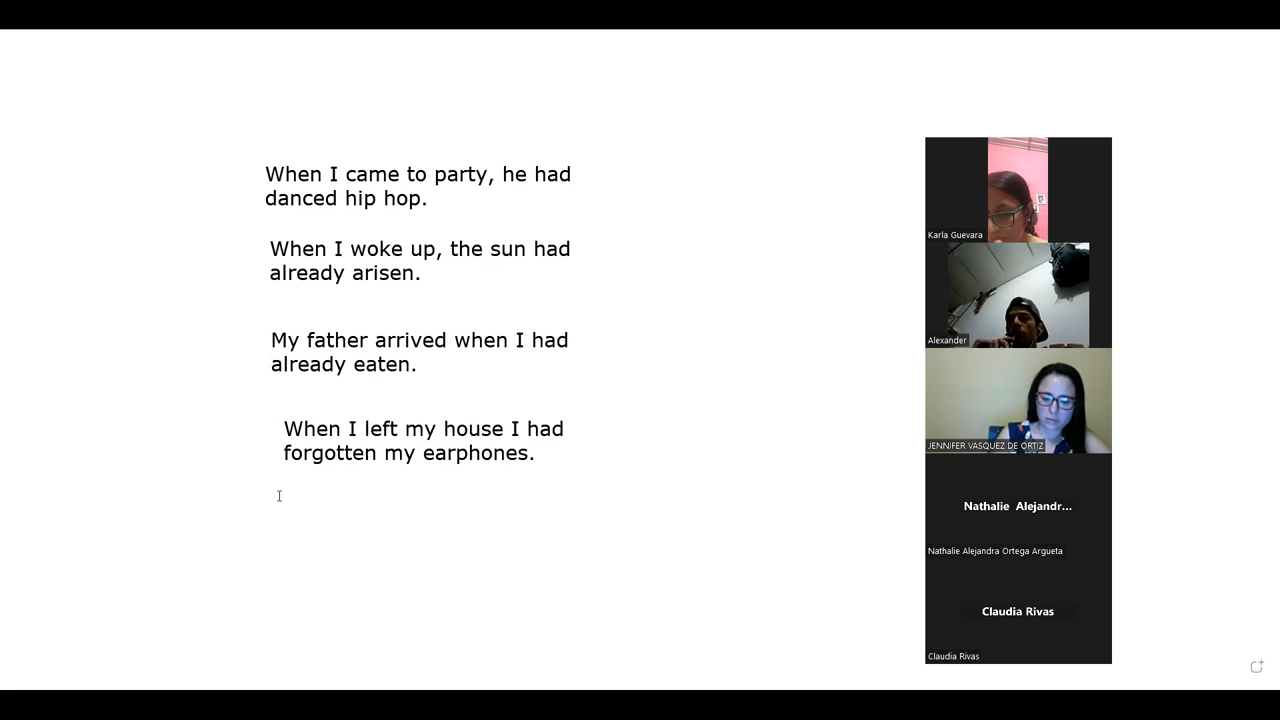 When I came to party, he had
danced hip hop.
When I woke up, the sun had
already arisen.
My father arrived when I had
already eaten.
When I left my house I had
forgotten my earphones.
Karla Guevara
Alexander
JENNIFER VASQUEZ DE ORTIZ
Nathalie Alejandr...
Nathalie Alejandra Ortega Argueta
Claudia Rivas
Claudia Rivas